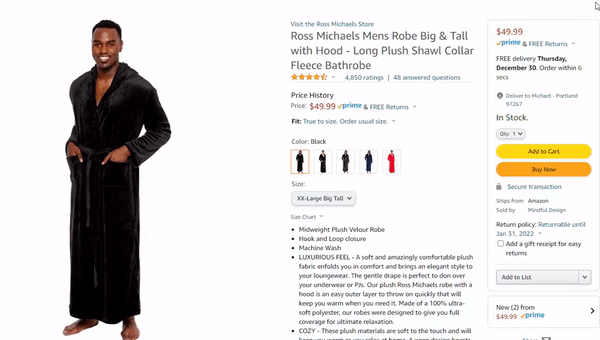 Visit the Ross Michaels Store
Ross Michaels Mens Robe Big & Tall
with Hood - Long Plush Shawl Collar
Fleece Bathrobe
4,850 ratings | 48 answered questions
Price History
Price: $49.99 prime & FREE Returns
Fit: True to size. Order usual size.
Color: Black
Size:
XX-Large Big Tall
Size Chart
• Midweight Plush Velour Robe
• Hook and Loop closure
• Machine Wash
• LUXURIOUS FEEL - A soft and amazingly comfortable plush
fabric enfolds you in comfort and brings an elegant style to
your loungewear. The gentle drape is perfect to don over
your underwear or PJs. Our plush Ross Michaels robe with a
hood is an easy outer layer to throw on quickly that will
keep you warm when you need it. Made of a 100% ultra-
soft polyester, our robes were designed to give you full
coverage for ultimate relaxation.
• COZY - These plush materials are soft to the touch and will
$49.99
prime & FREE Returns
FREE delivery Thursday,
December 30. Order within 6
secs
Deliver to Michael - Portland
97267
In Stock.
Qty: 1
Add to Cart
Buy Now
Secure transaction
Ships from Amazon
Sold by Mindful Design
Return policy: Returnable until
Jan 31, 2022
Add a gift receipt for easy
returns
Add to List
New (2) from
$49.99 prime